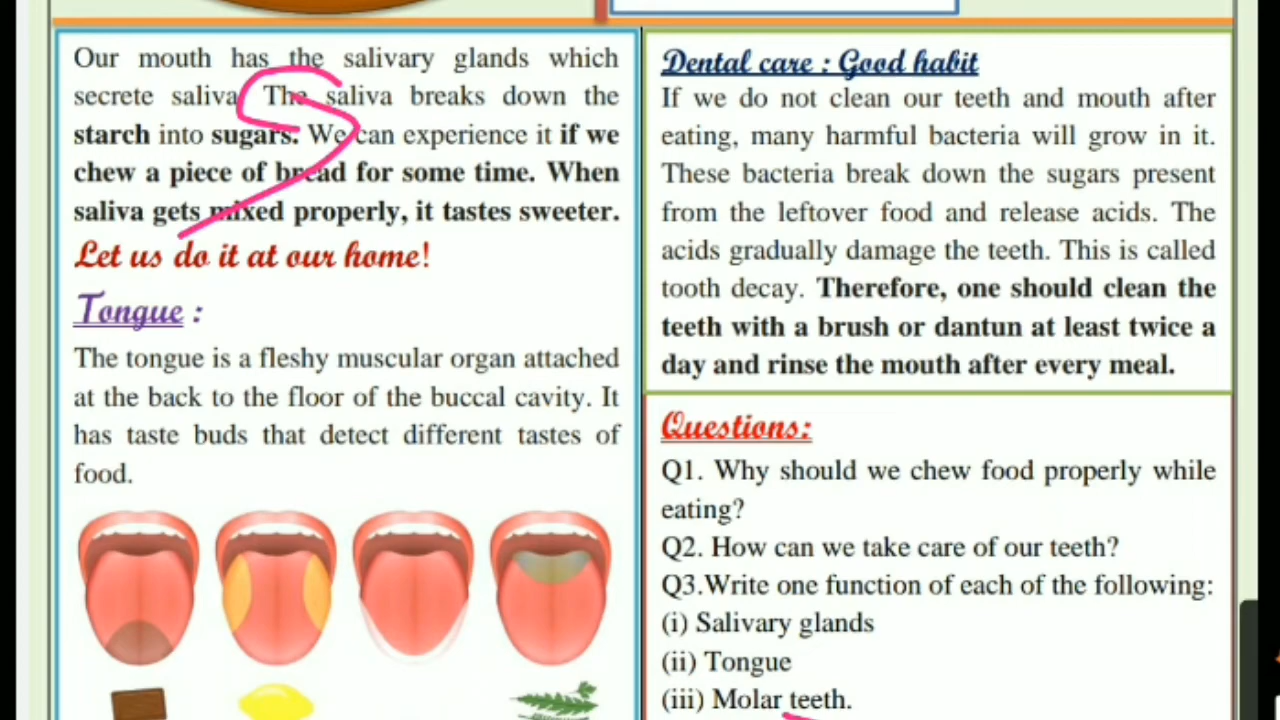 Our mouth has the salivary glands which
secrete saliva. The saliva breaks down the
starch into sugars. We can experience it if we
chew a piece of bread for some time. When
saliva gets mixed properly, it tastes sweeter.
Let us do it at our home!
Tongue :
The tongue is a fleshy muscular organ attached
at the back to the floor of the buccal cavity. It
has taste buds that detect different tastes of
food.
Dental care : Good habit
If we do not clean our teeth and mouth after
eating, many harmful bacteria will grow in it.
These bacteria break down the sugars present
from the leftover food and release acids. The
acids gradually damage the teeth. This is called
tooth decay. Therefore, one should clean the
teeth with a brush or dantun at least twice a
day and rinse the mouth after every meal.
Questions:
Q1. Why should we chew food properly while
eating?
Q2. How can we take care of our teeth?
Q3.Write one function of each of the following:
(i) Salivary glands
(ii) Tongue
(iii) Molar teeth.